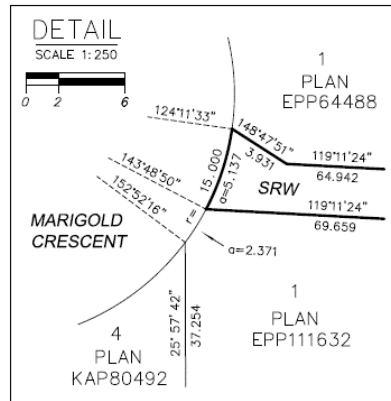 DETAIL
SCALE 1:250
0 2 6
1
PLAN
EPP64488
124°11'33"
148°47'51"
3.931
119°11'24"
64.942
143°48'50"
152°52'16"
r= 15.000
a=5.137
SRW
119°11'24"
69.659
MARIGOLD
CRESCENT
a=2.371
25° 57' 42"
37.254
1
PLAN
EPP111632
4
PLAN
KAP80492